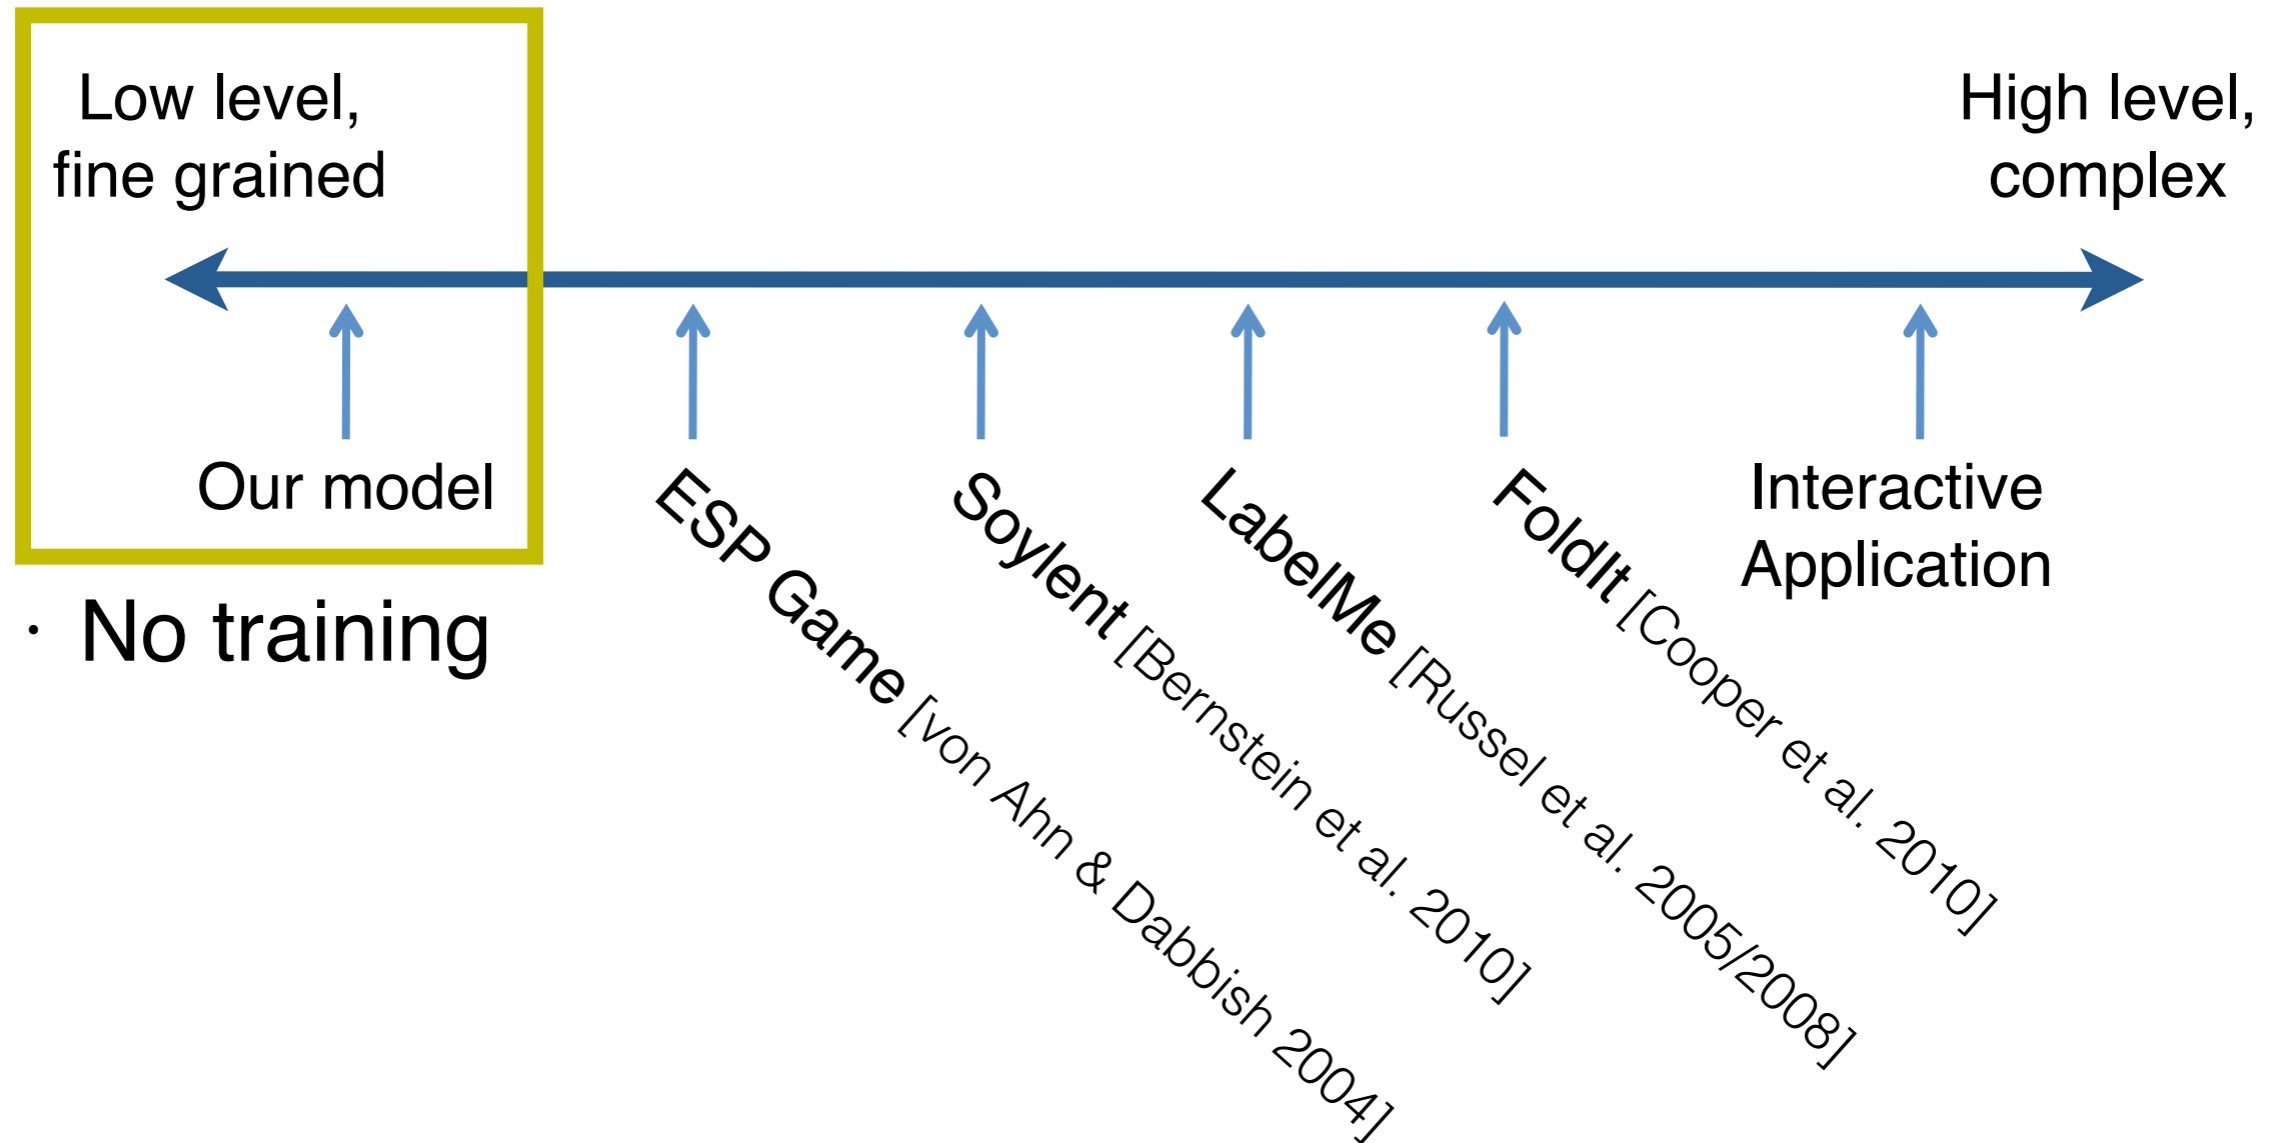 Low level,
fine grained
High level,
complex
Our model
ESP Game [von Ahn & Dabbish 2004]
Soylent [Bernstein et al. 2010]
LabelMe [Russel et al. 2005/2008]
FoldIt [Cooper et al. 2010]
Interactive
Application
· No training